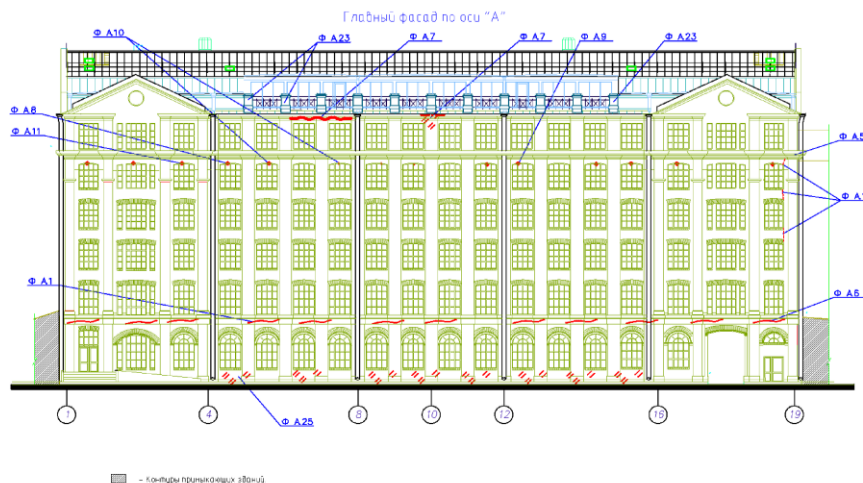 Главный фасад по оси "А"
Ф А10
Ф А23
Ф А7
Ф А7
Ф А9
Ф А23
Ф А8
Ф А11
Ф А5
Ф А1
Ф А25
1
4
8
10
12
16
19
- Контуры примыкающих зданий.